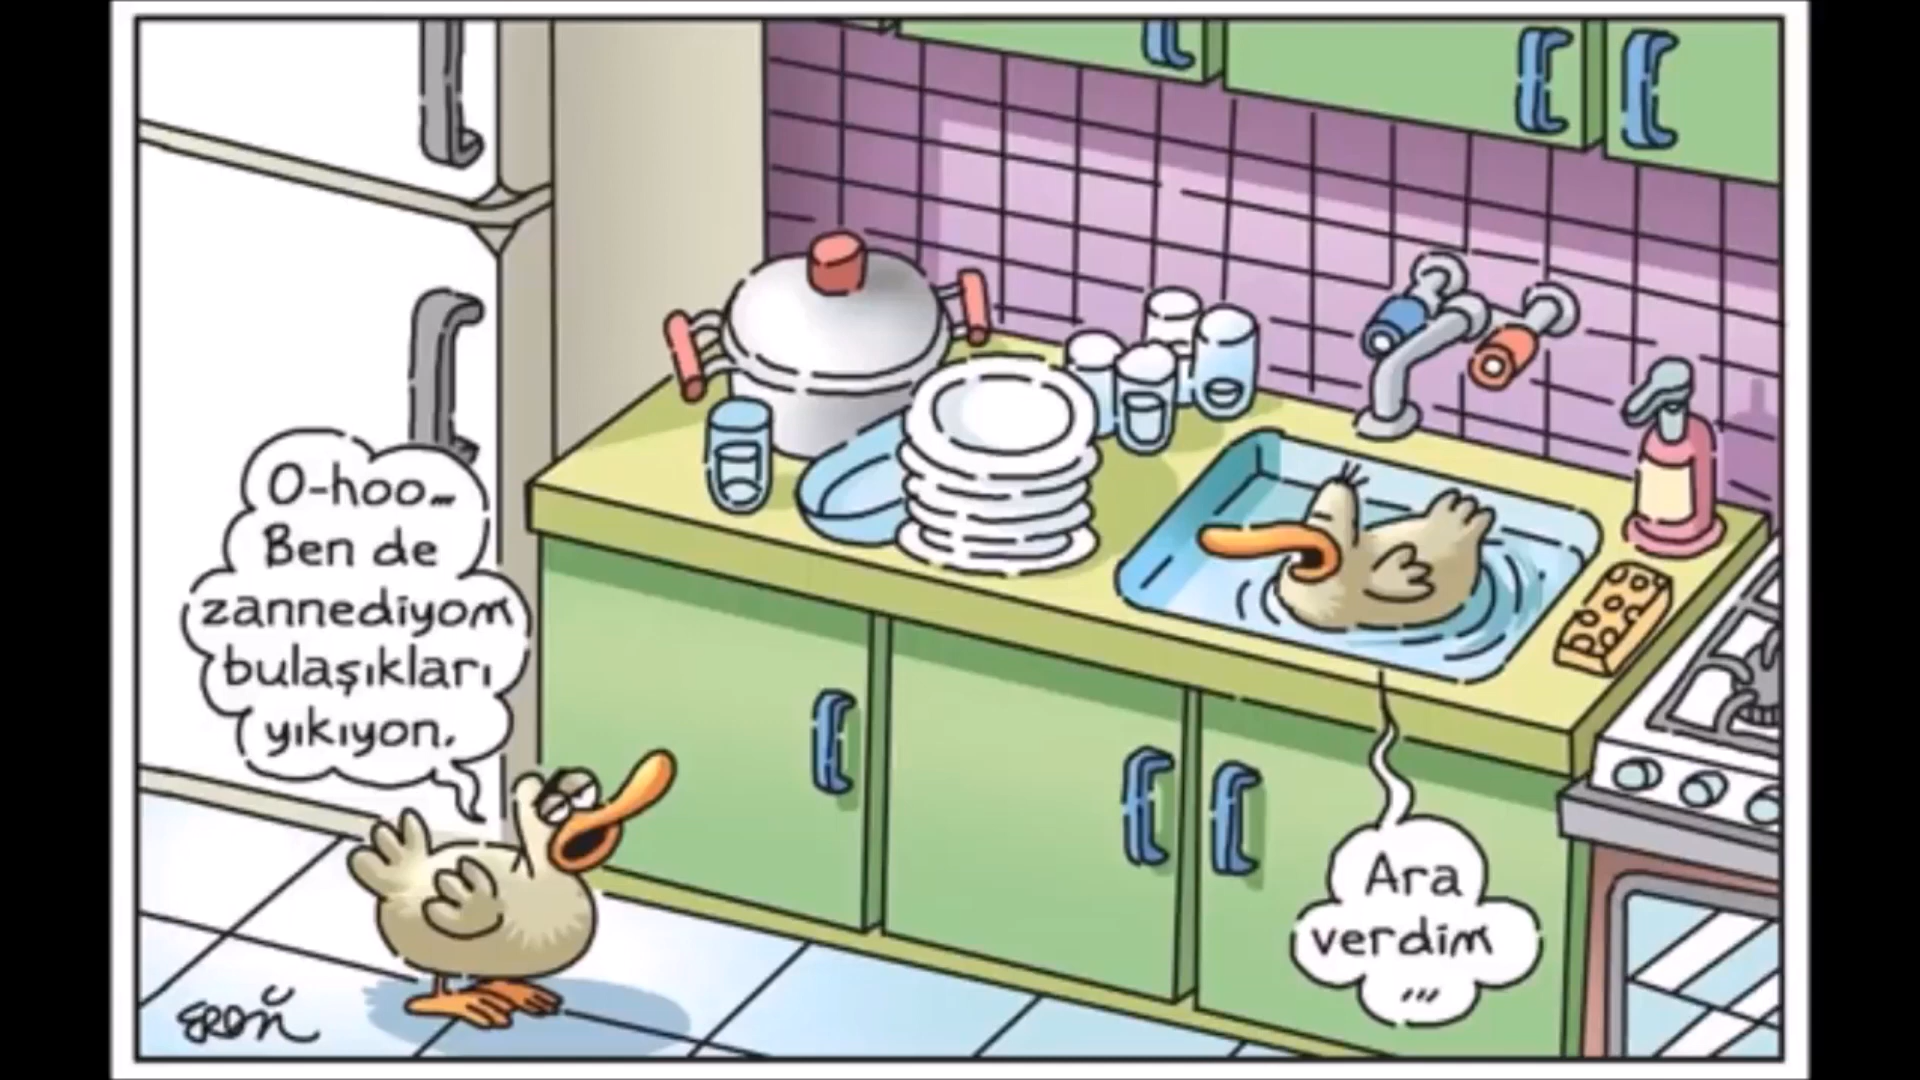 O-hoo...
Ben de
zannediyom
bulaşıkları
yıkıyon.
Ara
verdim
...